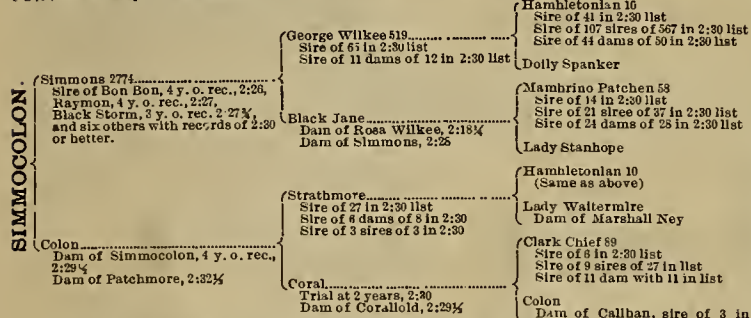 SIMMOCOLON.
Simmons 2774
Sire of Bon Bon, 4 y. o. rec., 2:26,
Raymon, 4 y. o. rec., 2:27,
Black Storm, 3 y. o. rec. 2 27¾,
and six others with records of 2:30
or better.
Colon
Dam of Simmocolon, 4 y. o. rec.,
2:29¼
Dam of Patchmore, 2:32½
George Wilkee 519
Sire of 65 in 2:30 list
Sire of 11 dams of 12 in 2:30 list
Black Jane
Dam of Rosa Wilkee, 2:18¼
Dam of Simmons, 2:28
Strathmore
Sire of 27 in 2:30 list
Sire of 6 dams of 8 in 2:30
Sire of 3 sires of 3 in 2:30
Coral
Trial at 2 years, 2:30
Dam of Coralloid, 2:29½
Hambletonian 10
Sire of 41 in 2:30 list
Sire of 107 sires of 567 in 2:30 list
Sire of 44 dams of 50 in 2:30 list
Dolly Spanker
Mambrino Patchen 58
Sire of 14 in 2:30 list
Sire of 21 siree of 37 in 2:30 list
Sire of 24 dams of 28 in 2:30 list
Lady Stanhope
Hambletonian 10
(Same as above)
Lady Waltermire
Dam of Marshall Ney
Clark Chief 89
Sire of 6 in 2:30 list
Sire of 9 sires of 27 in list
Sire of 11 dam with 11 in list
Colon
Dam of Caliban, sire of 3 in